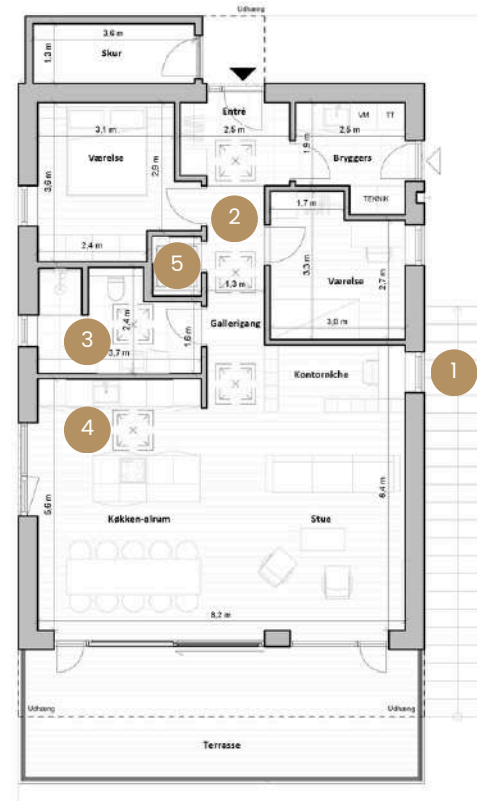 Udhæng
3,6 m
1,3 m
Skur
Entré
2,5 m
VM
TT
2,5 m
1,9 m
Bryggers
TEKNIK
3,1 m
Værelse
3,6 m
2,9 m
2,4 m
2
1,7 m
3,3 m
Værelse
2,7 m
3,0 m
5
1,3 m
Gallerigang
3
2,4 m
3,7 m
1,6 m
Kontorniche
1
4
5,6 m
6,4 m
Køkken-alrum
Stue
8,2 m
Udhæng
Udhæng
Terrasse